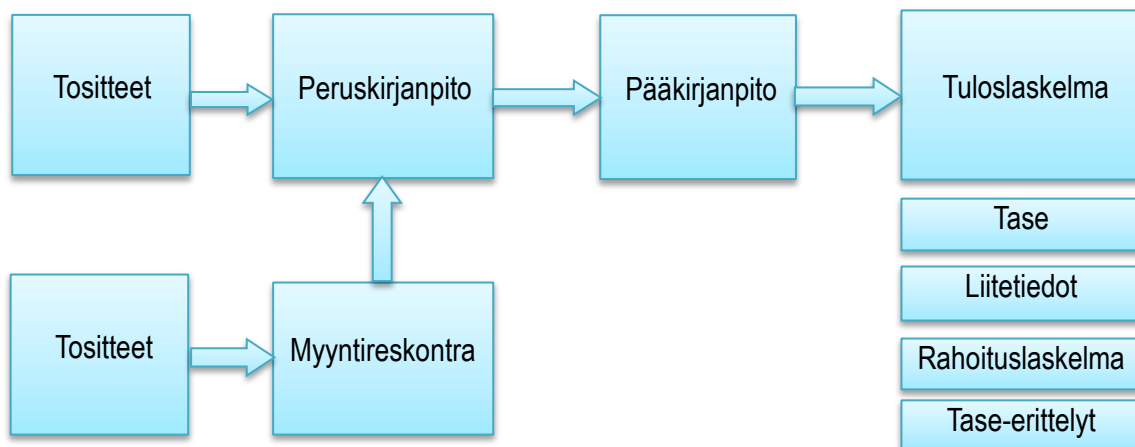 Tositteet
Peruskirjanpito
Pääkirjanpito
Tuloslaskelma
Tase
Liitetiedot
Tositteet
Myyntireskontra
Rahoituslaskelma
Tase-erittelyt